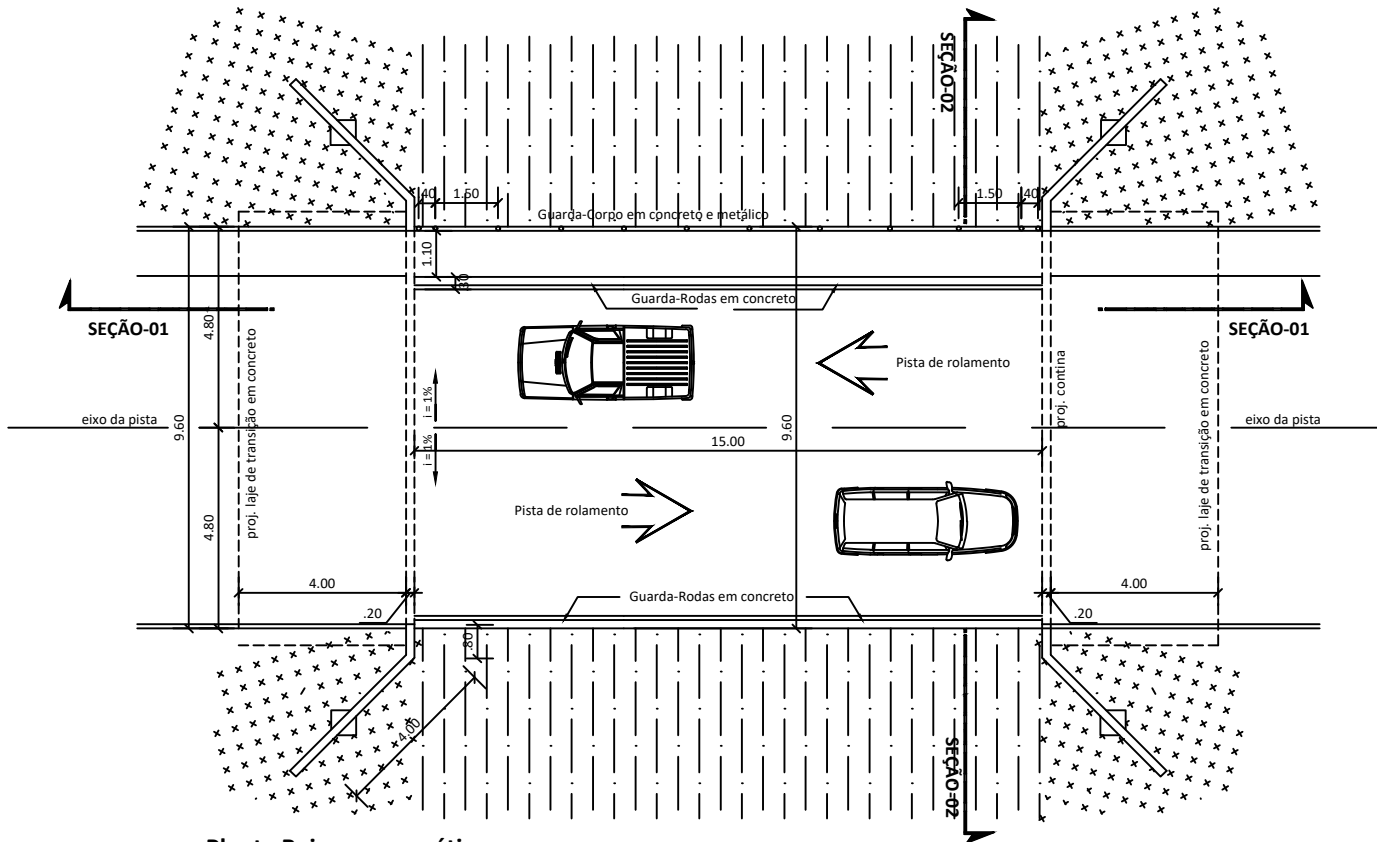 SEÇÃO-02
.40
1.50
1.50
.40
Guarda-Corpo em concreto e metálico
1.10
.30
Guarda-Rodas em concreto
SEÇÃO-01
SEÇÃO-01
4.80
proj. laje de transição em concreto
Pista de rolamento
proj. contina
proj. laje de transição em concreto
i = 1%
eixo da pista
9.60
9.60
eixo da pista
15.00
i = 1%
4.80
Pista de rolamento
4.00
4.00
Guarda-Rodas em concreto
.20
.20
.80
4.00
SEÇÃO-02